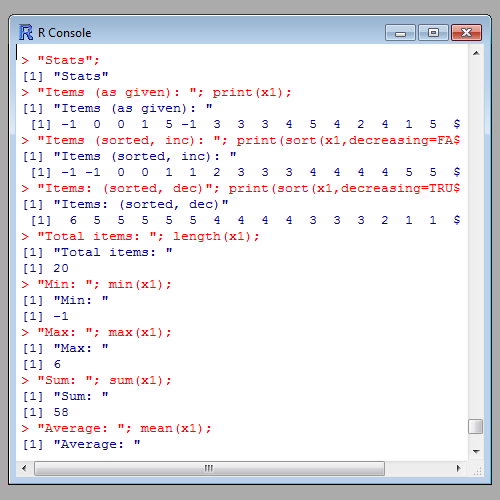 R Console
> "Stats";
[1] "Stats"
> "Items (as given): "; print(x1);
[1] "Items (as given): "
[1] -1 0 0 1 5 -1 3 3 3 4 5 4 2 4 1 5 $
> "Items (sorted, inc): "; print(sort(x1,decreasing=FA$
[1] "Items (sorted, inc): "
[1] -1 -1 0 0 1 1 2 3 3 3 4 4 4 4 5 5 $
> "Items: (sorted, dec)"; print(sort(x1,decreasing=TRU$
[1] "Items: (sorted, dec)"
[1] 6 5 5 5 5 5 4 4 4 4 3 3 3 2 1 1 $
> "Total items: "; length(x1);
[1] "Total items: "
[1] 20
> "Min: "; min(x1);
[1] "Min: "
[1] -1
> "Max: "; max(x1);
[1] "Max: "
[1] 6
> "Sum: "; sum(x1);
[1] "Sum: "
[1] 58
> "Average: "; mean(x1);
[1] "Average: "